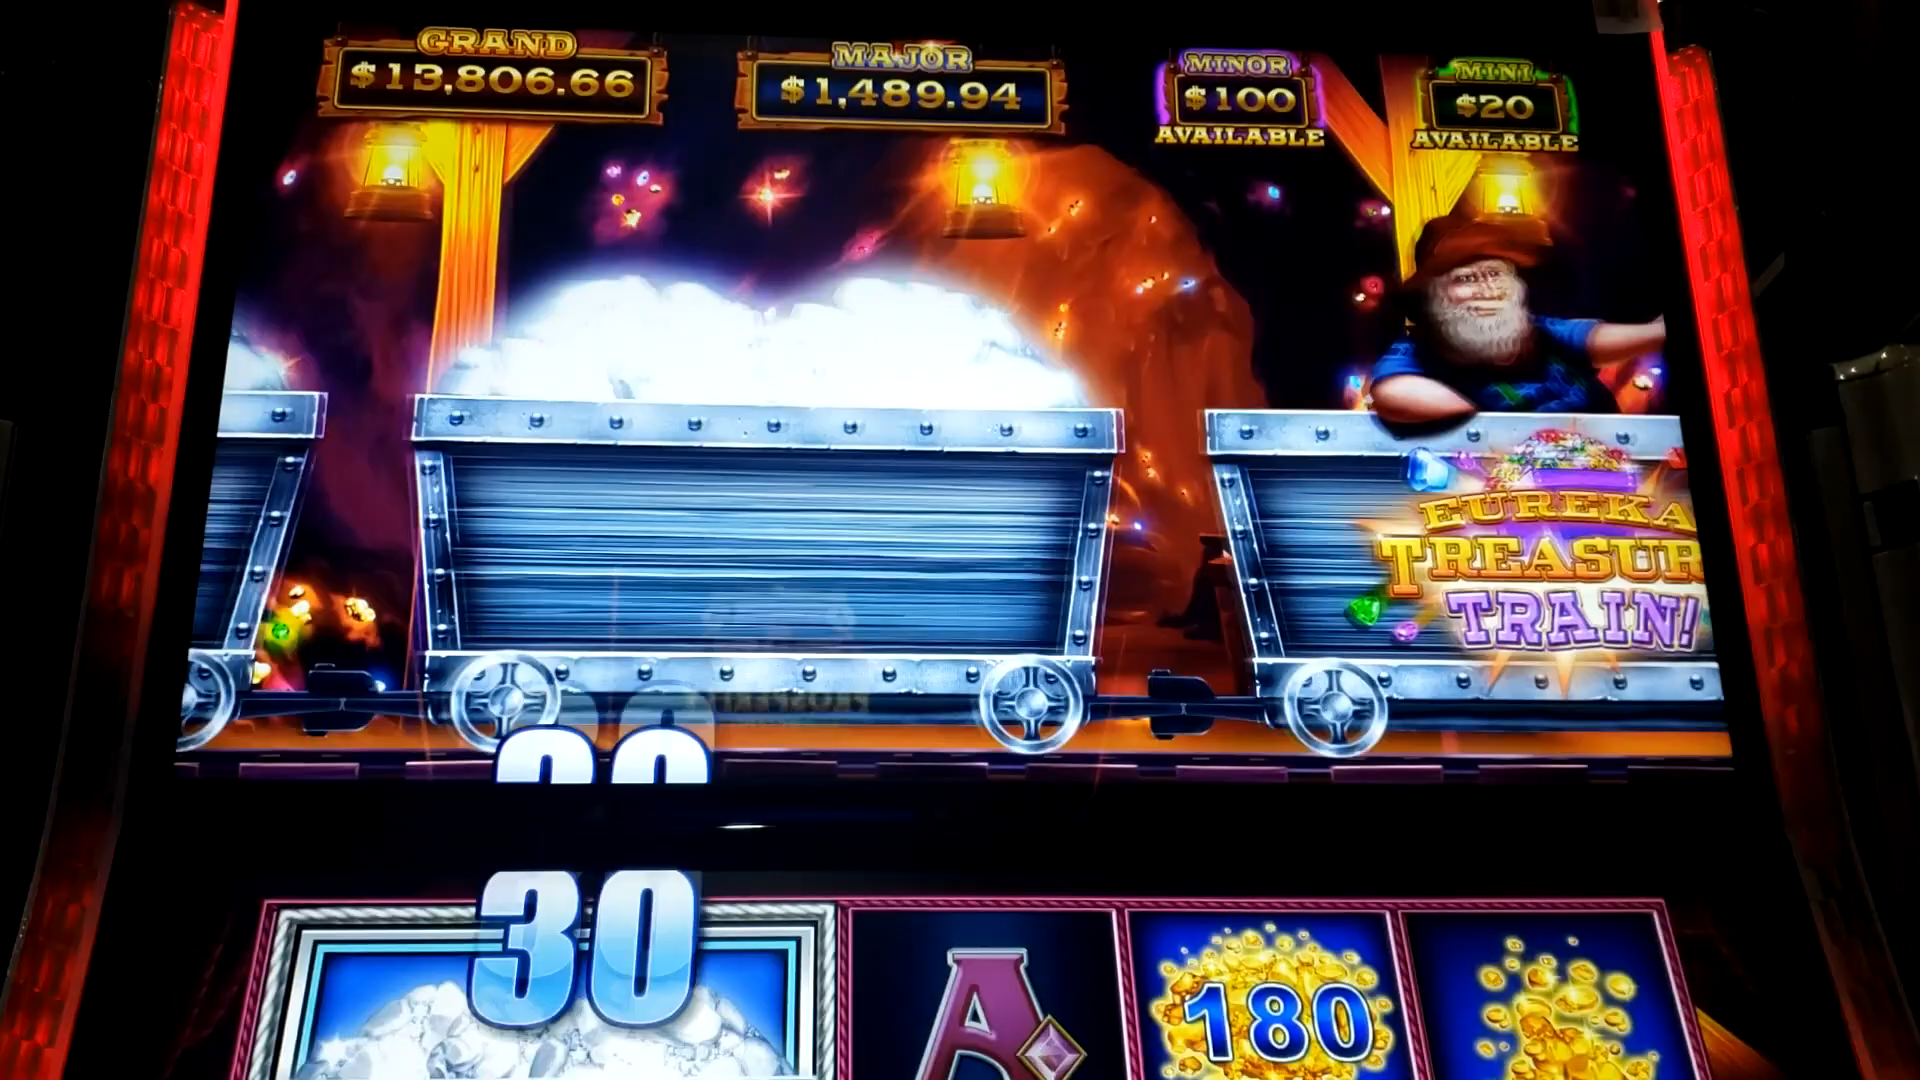 GRAND
$13,806.66
MAJOR
$1,489.94
MINOR
$100
AVAILABLE
MINI
$20
AVAILABLE
EUREKA
TREASUR
TRAIN!
30
A
180